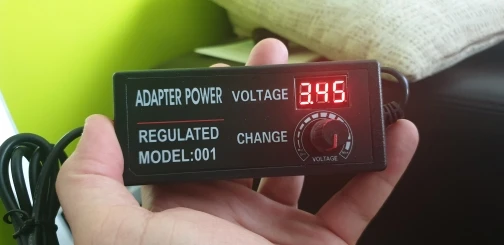 ADAPTER POWER VOLTAGE 3.45
REGULATED
MODEL:001
CHANGE
VOLTAGE